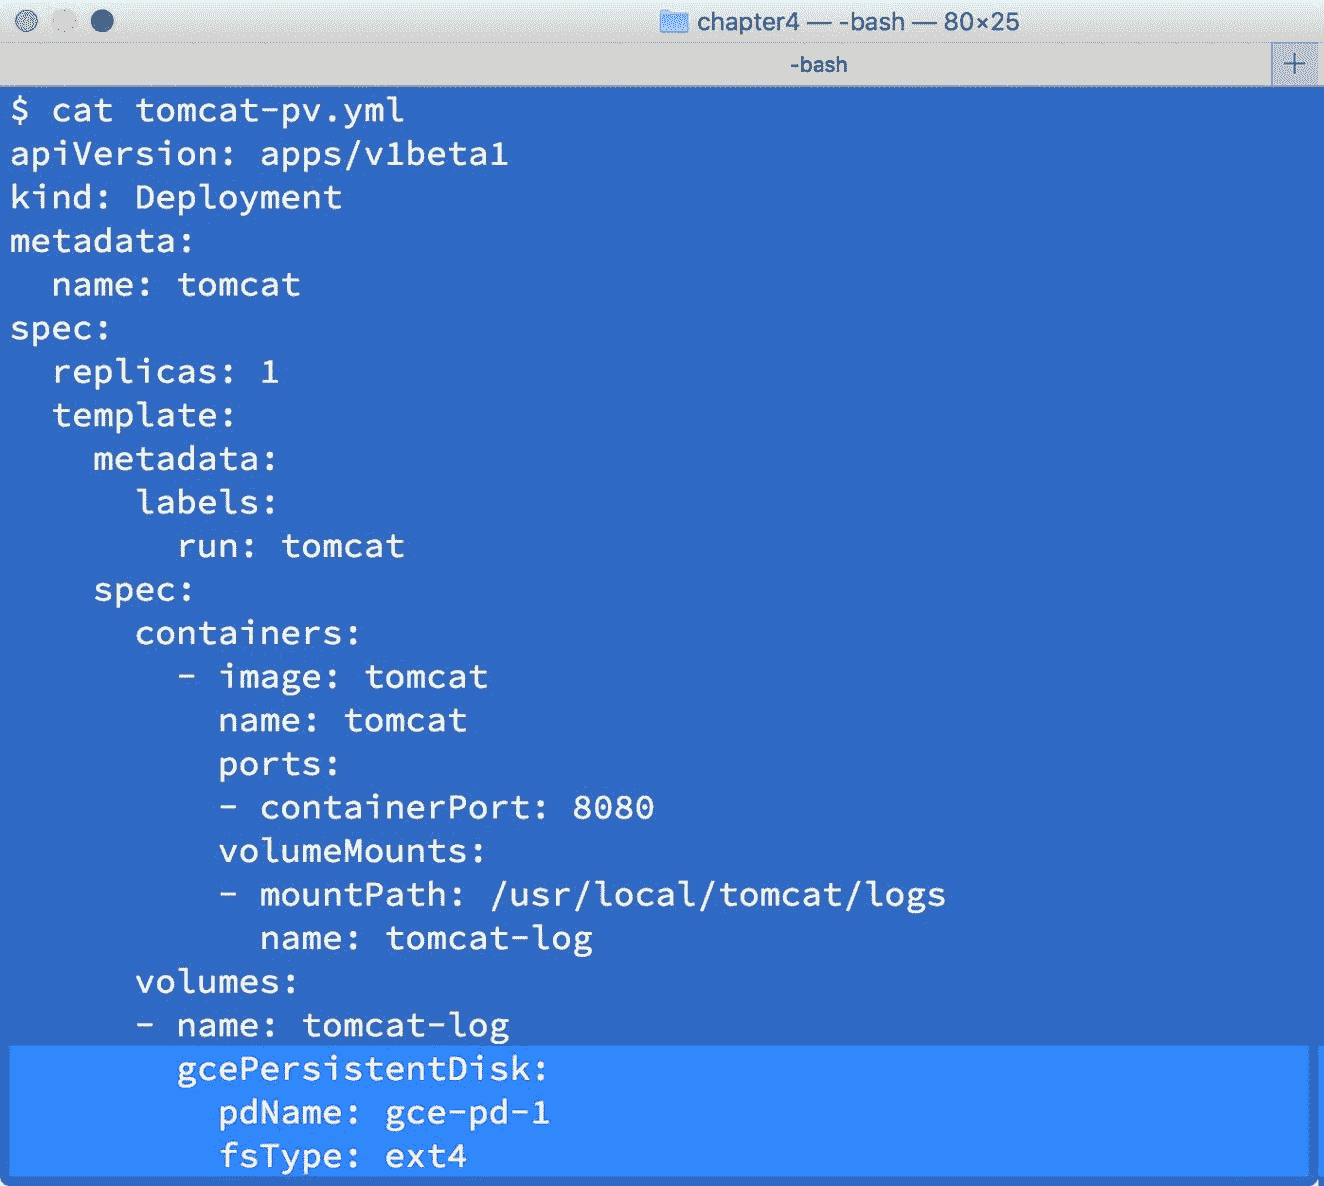 chapter4 — -bash — 80×25
-bash
+
$ cat tomcat-pv.yml
apiVersion: apps/v1beta1
kind: Deployment
metadata:
  name: tomcat
spec:
  replicas: 1
  template:
    metadata:
      labels:
        run: tomcat
    spec:
      containers:
        - image: tomcat
          name: tomcat
          ports:
          - containerPort: 8080
          volumeMounts:
          - mountPath: /usr/local/tomcat/logs
            name: tomcat-log
      volumes:
      - name: tomcat-log
        gcePersistentDisk:
          pdName: gce-pd-1
          fsType: ext4